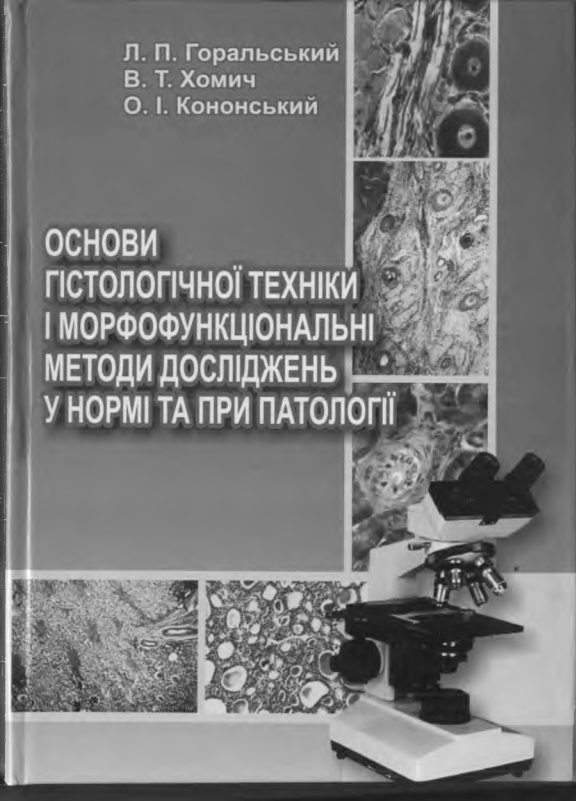 Л. П. Горальський
В. Т. Хомич
О. І. Кононський
ОСНОВИ
ГІСТОЛОГІЧНОЇ ТЕХНІКИ
І МОРФОФУНКЦІОНАЛЬНІ
МЕТОДИ ДОСЛІДЖЕНЬ
У НОРМІ ТА ПРИ ПАТОЛОГІЇ